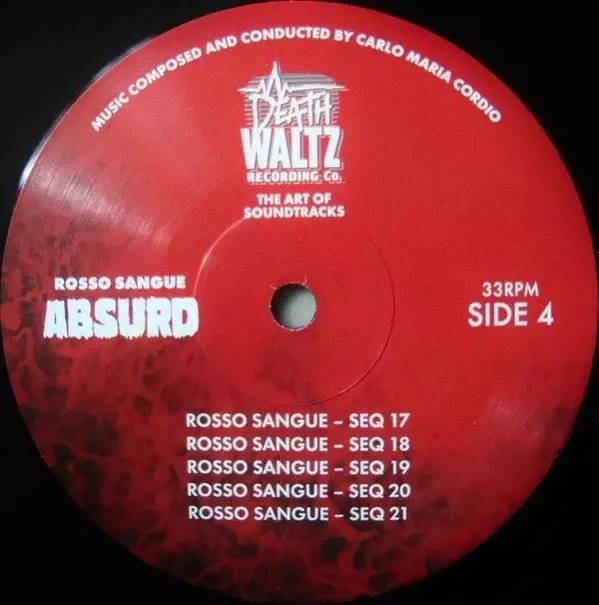 MUSIC COMPOSED AND CONDUCTED BY CARLO MARIA CORDIO
DEATH
WALTZ
RECORDING Co.
THE ART OF
SOUNDTRACKS
ROSSO SANGUE
ABSURD
33RPM
SIDE 4
ROSSO SANGUE – SEQ 17
ROSSO SANGUE – SEQ 18
ROSSO SANGUE – SEQ 19
ROSSO SANGUE – SEQ 20
ROSSO SANGUE – SEQ 21